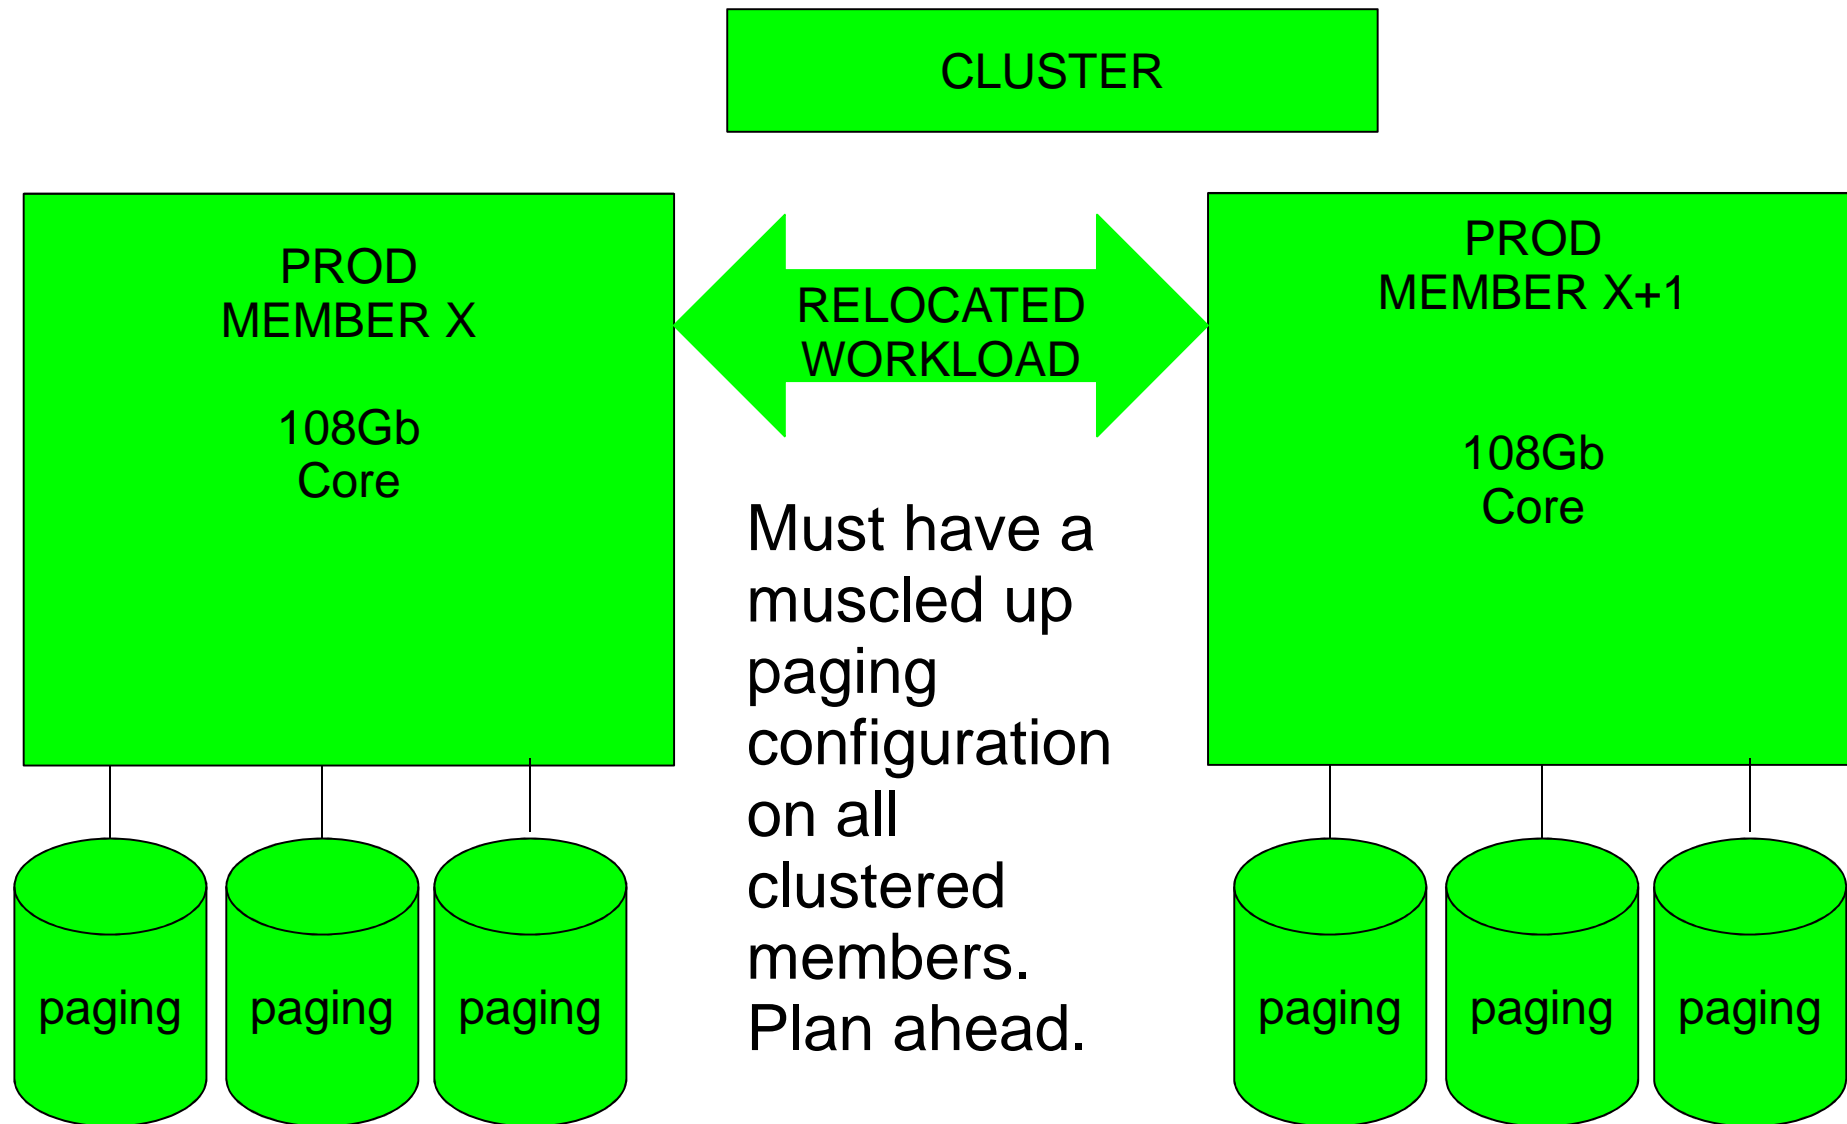 CLUSTER
PROD
MEMBER X
108Gb
Core
RELOCATED
WORKLOAD
PROD
MEMBER X+1
108Gb
Core
Must have a
muscled up
paging
configuration
on all
clustered
members.
Plan ahead.
paging
paging
paging
paging
paging
paging